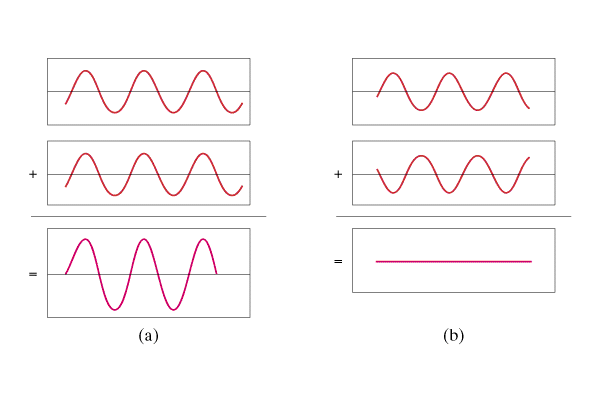 + +
= =
(a) (b)